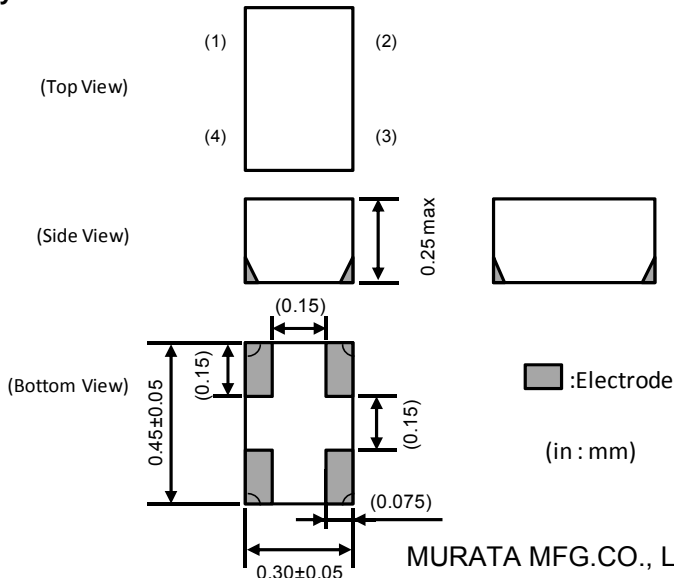 (1)
(2)
(Top View)
(4)
(3)
(Side View)
0.25 max
(0.15)
(Bottom View)
0.45±0.05
(0.15)
(0.15)
:Electrode
(in : mm)
(0.075)
0.30±0.05
MURATA MFG.CO., L